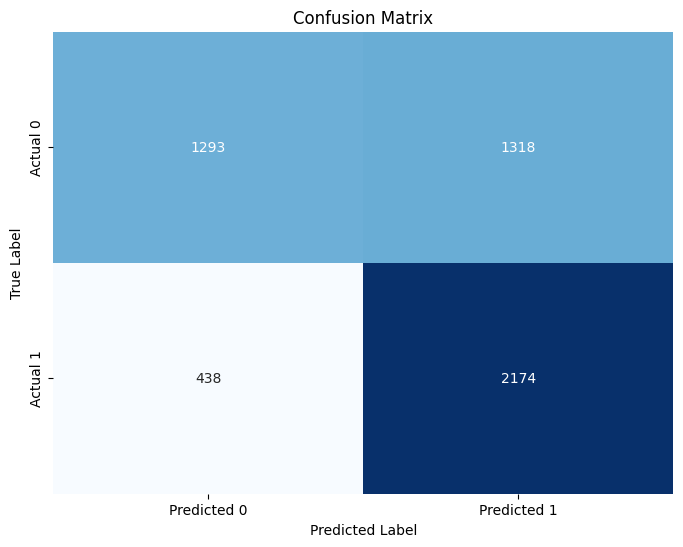 Confusion Matrix
True Label
Actual 0
1293
1318
Actual 1
438
2174
Predicted 0
Predicted 1
Predicted Label